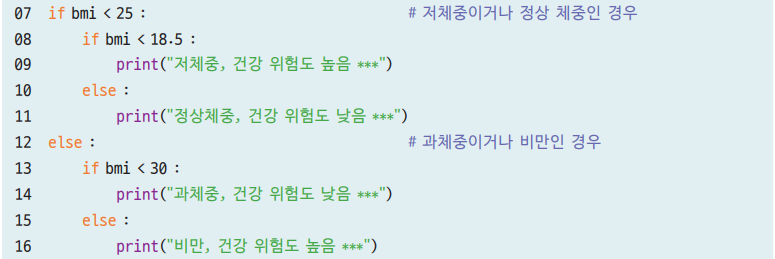 07 if bmi < 25 : # 저체중이거나 정상 체중인 경우
08 if bmi < 18.5 :
09 print("저체중, 건강 위험도 높음 ***")
10 else :
11 print("정상체중, 건강 위험도 낮음 ***")
12 else : # 과체중이거나 비만인 경우
13 if bmi < 30 :
14 print("과체중, 건강 위험도 낮음 ***")
15 else :
16 print("비만, 건강 위험도 높음 ***")